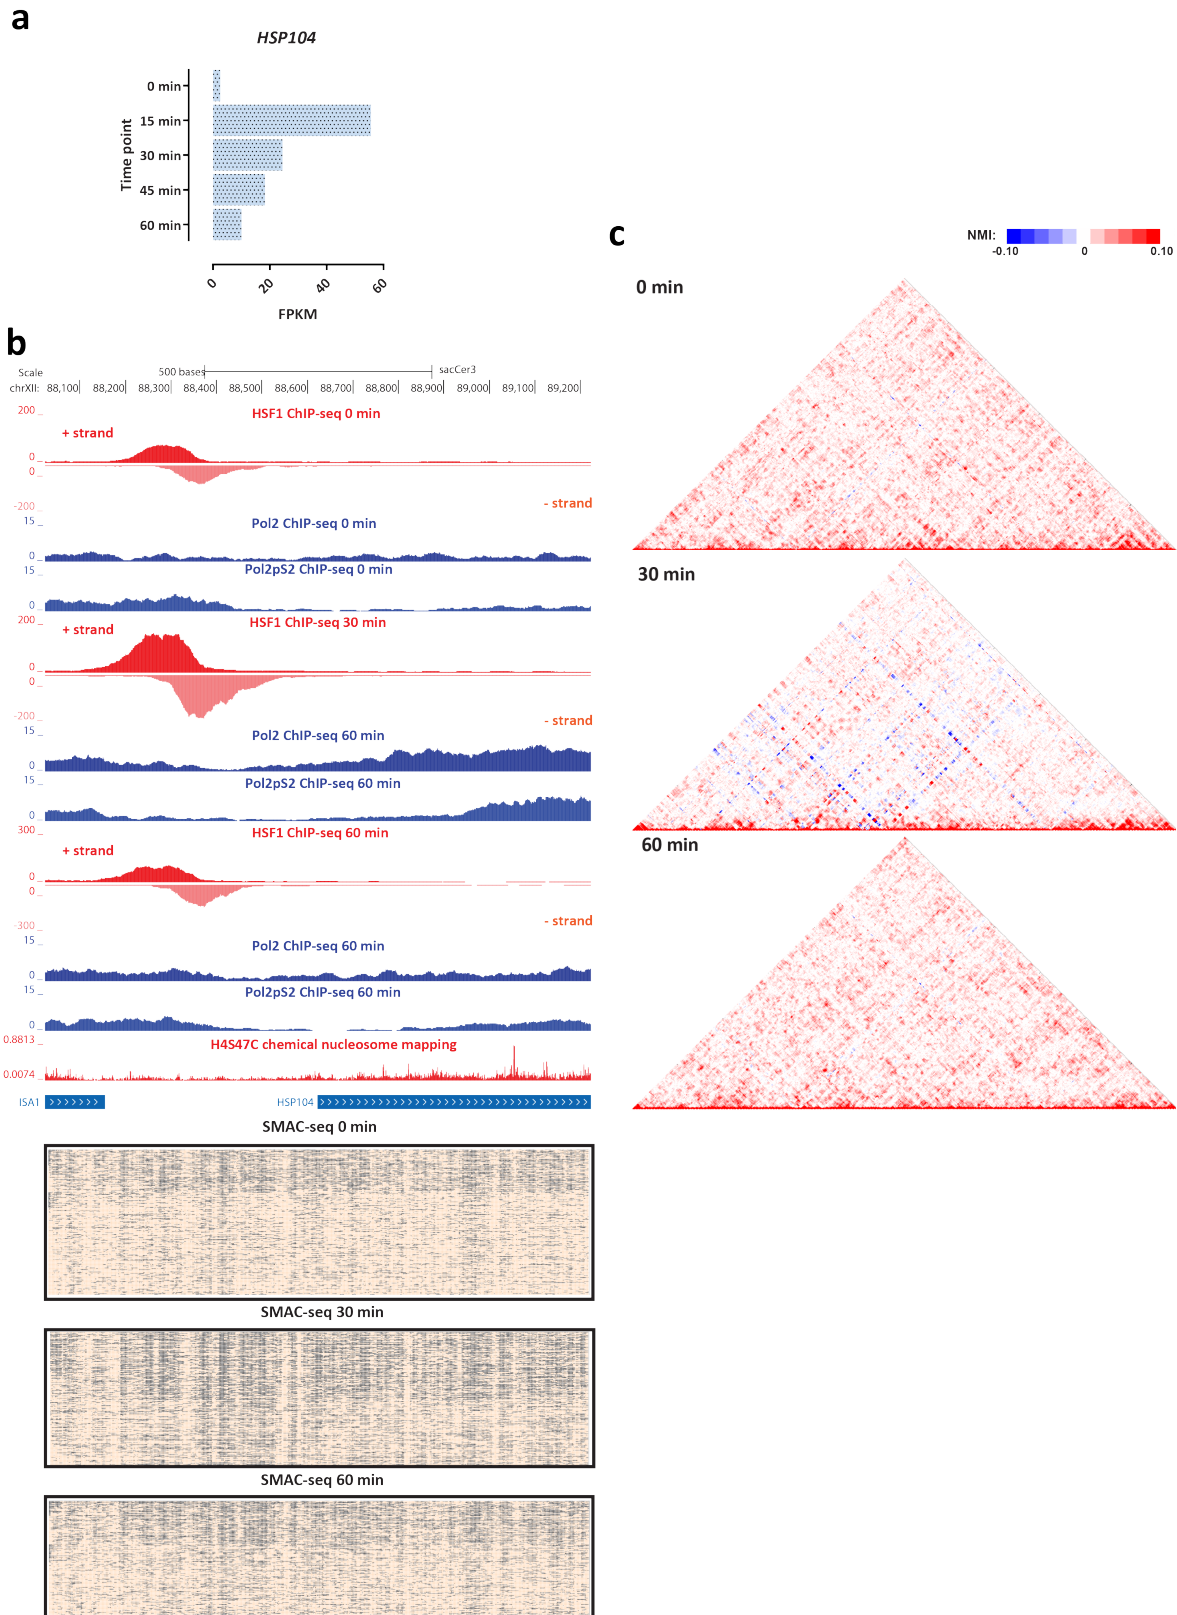 a
HSP104
Time point
0 min
15 min
30 min
45 min
60 min
0
20
40
60
FPKM
b
Scale
500 bases
sacCer3
chrXII:
88,100
88,200
88,300
88,400
88,500
88,600
88,700
88,800
88,900
89,000
89,100
89,200
200
HSF1 ChIP-seq 0 min
+ strand
0
0
-200
- strand
15
Pol2 ChIP-seq 0 min
0
15
Pol2pS2 ChIP-seq 0 min
0
200
HSF1 ChIP-seq 30 min
+ strand
0
0
-200
- strand
15
Pol2 ChIP-seq 60 min
0
15
Pol2pS2 ChIP-seq 60 min
0
300
HSF1 ChIP-seq 60 min
+ strand
0
0
-300
- strand
15
Pol2 ChIP-seq 60 min
0
15
Pol2pS2 ChIP-seq 60 min
0
0.8813
H4S47C chemical nucleosome mapping
0.0074
ISA1
HSP104
SMAC-seq 0 min
SMAC-seq 30 min
SMAC-seq 60 min
c
NMI:
-0.10
0
0.10
0 min
30 min
60 min